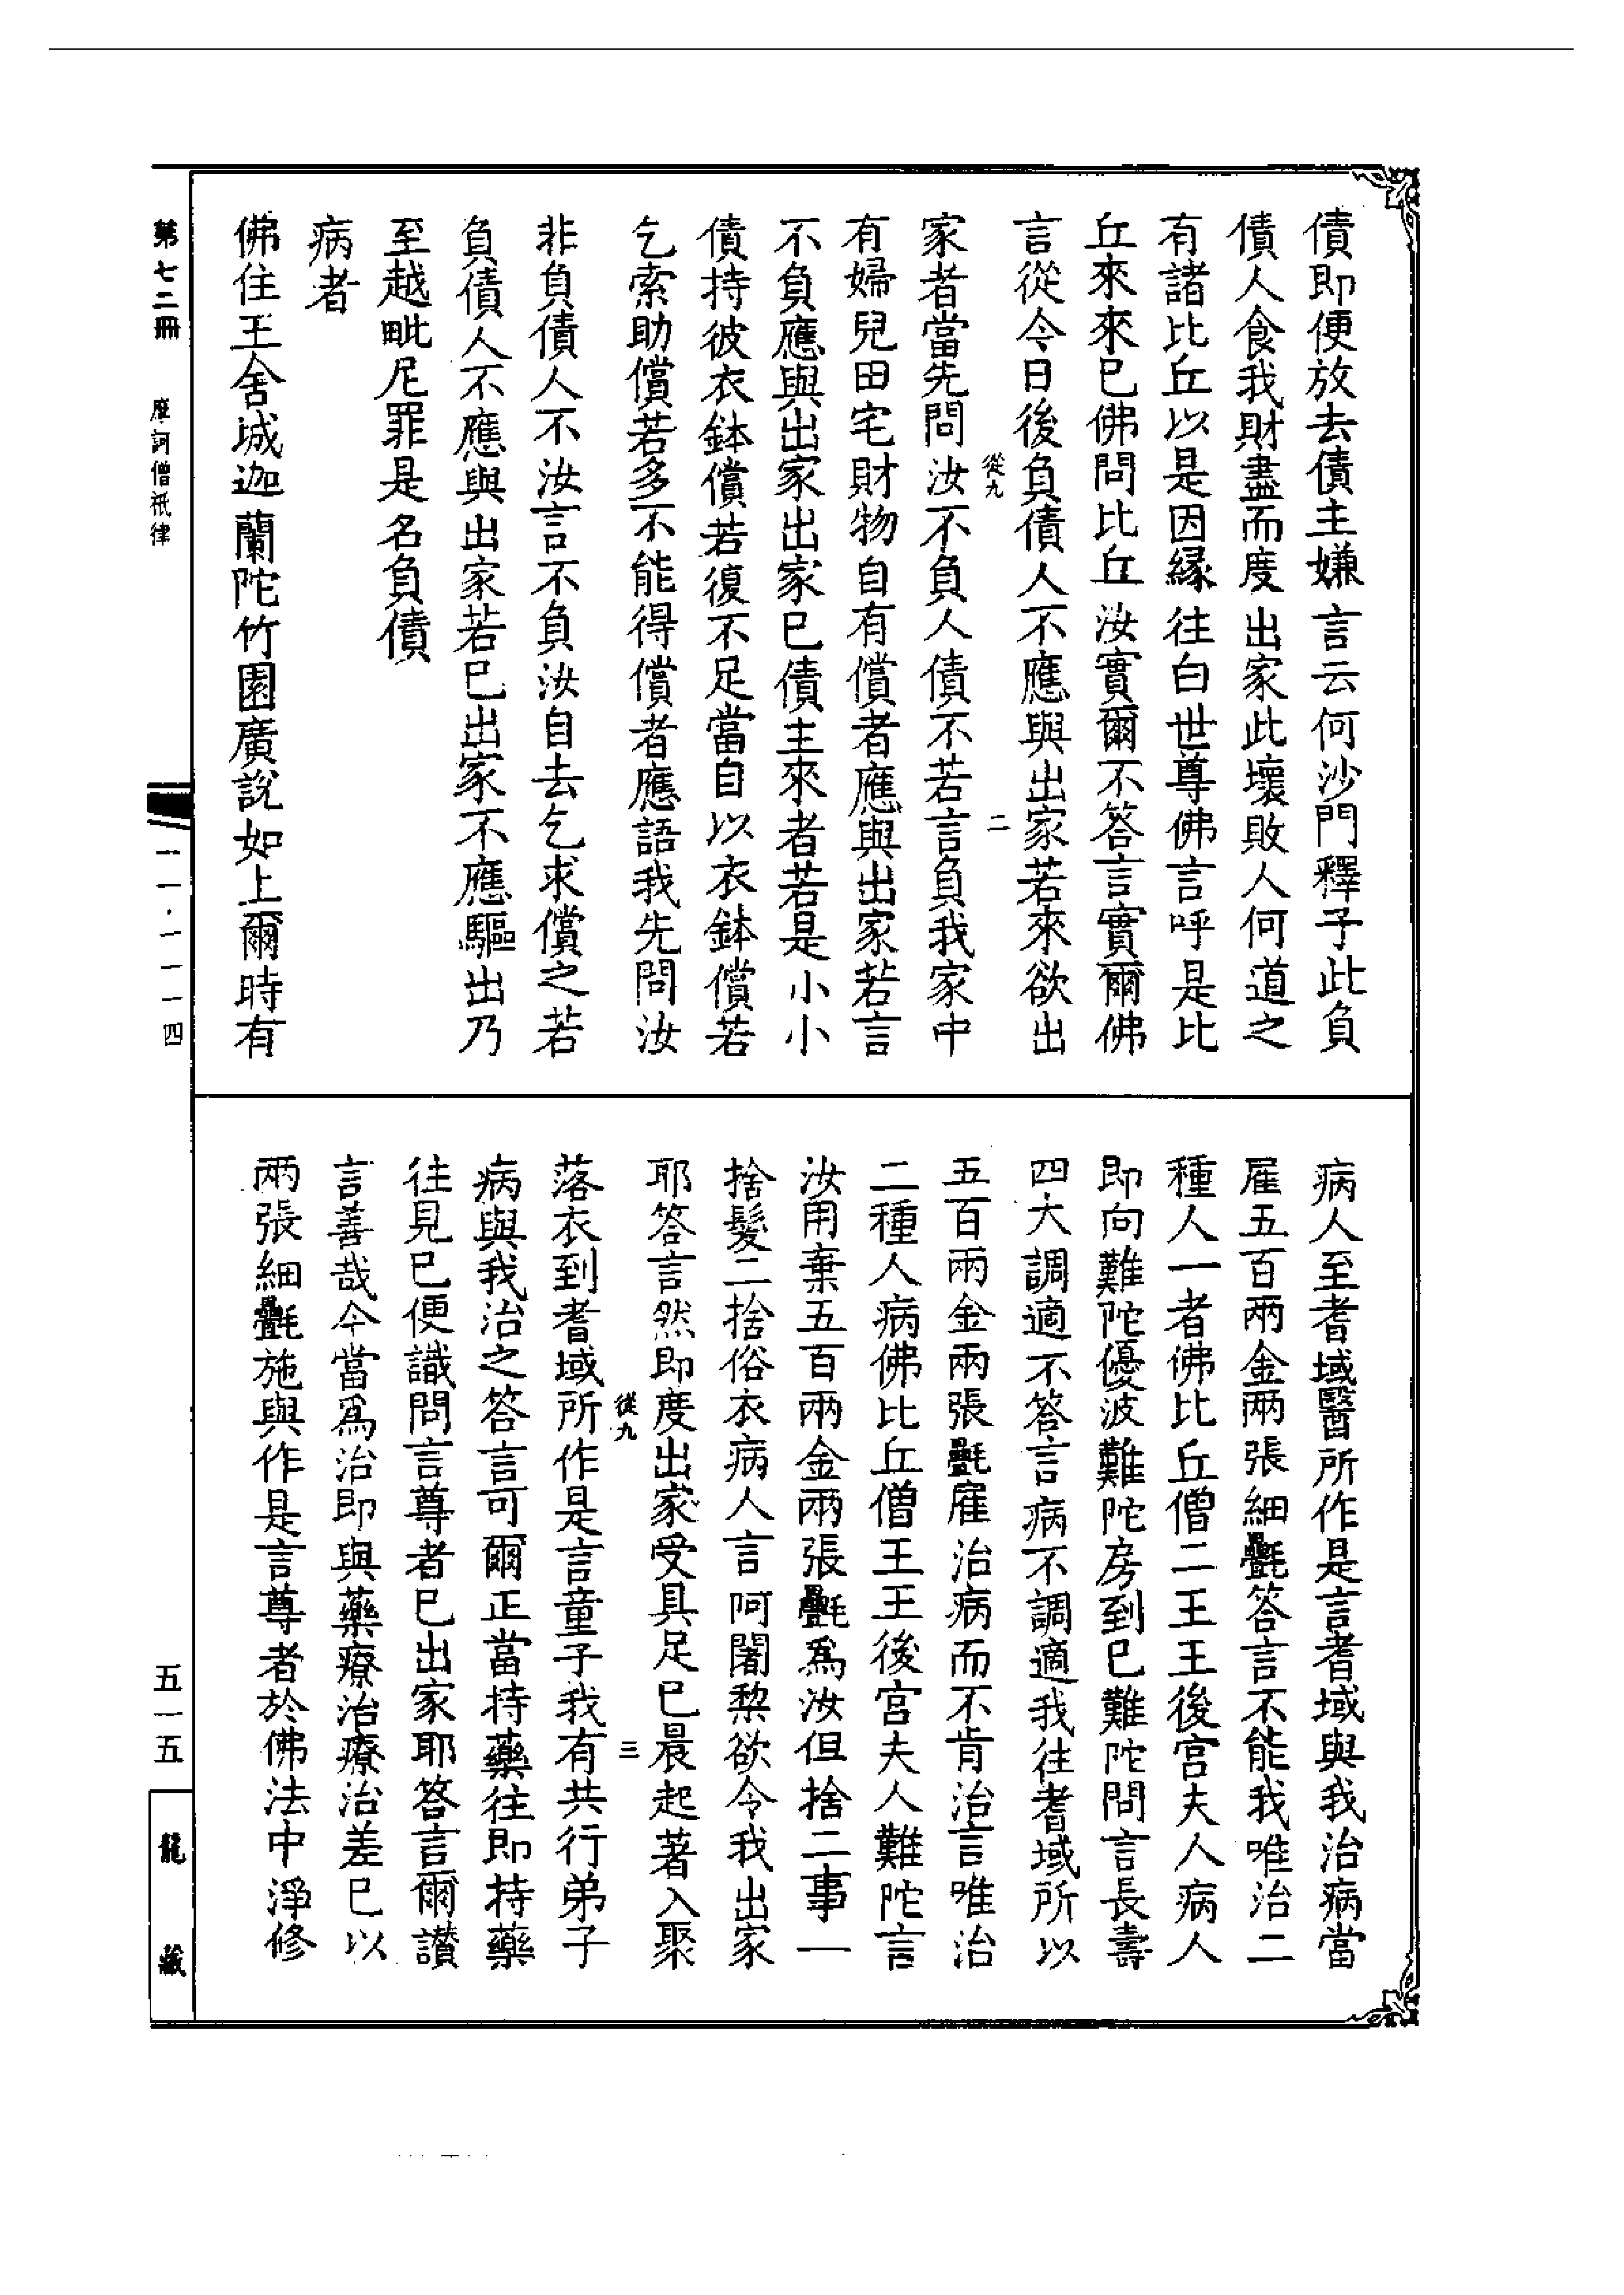 債即便放去債主嫌言云何沙門釋子此負
債人食我財盡而度出家此壞敗人何道之
有諸比丘以是因緣往白世尊佛言呼是比
丘來來已佛問比丘汝實爾不答言實爾佛
言從今日後負債人不應與出家若來欲出
從九
二
家者當先問汝不負人債不若言負我家中
有婦兒田宅財物自有償者應與出家若言
不負應與出家出家已債主來者若是小小
債持彼衣鉢償若復不足當自以衣鉢償若
乞索助償若多不能得償者應語我先問汝
非負債人不汝言不負汝自去乞求償之若
負債人不應與出家若已出家不應驅出乃
至越毗尼罪是名負債
病者
佛住王舍城迦蘭陀竹園廣說如上爾時有
病人至耆域醫所作是言耆域與我治病當
雇五百兩金兩張細㲲答言不能我唯治二
種人一者佛比丘僧二王王後宮夫人病人
即向難陀優波難陀房到已難陀問言長壽
四大調適不答言病不調適我往耆域所以
五百兩金兩張㲲雇治病而不肯治言唯治
二種人病佛比丘僧王王後宮夫人難陀言
汝用棄五百兩金兩張㲲為汝但捨二事一
捨髮二捨俗衣病人言阿闍黎欲令我出家
耶答言然即度出家受具足已晨起著入聚
從九
三
落衣到耆域所作是言童子我有共行弟子
病與我治之答言可爾正當持藥往即持藥
往見已便識問言尊者已出家耶答言爾讃
言善哉今當為治即與藥療治療治差已以
兩張細㲲施與作是言尊者於佛法中淨修
第七二冊
摩訶僧祇律
一一·一一一四
五一五
龍藏